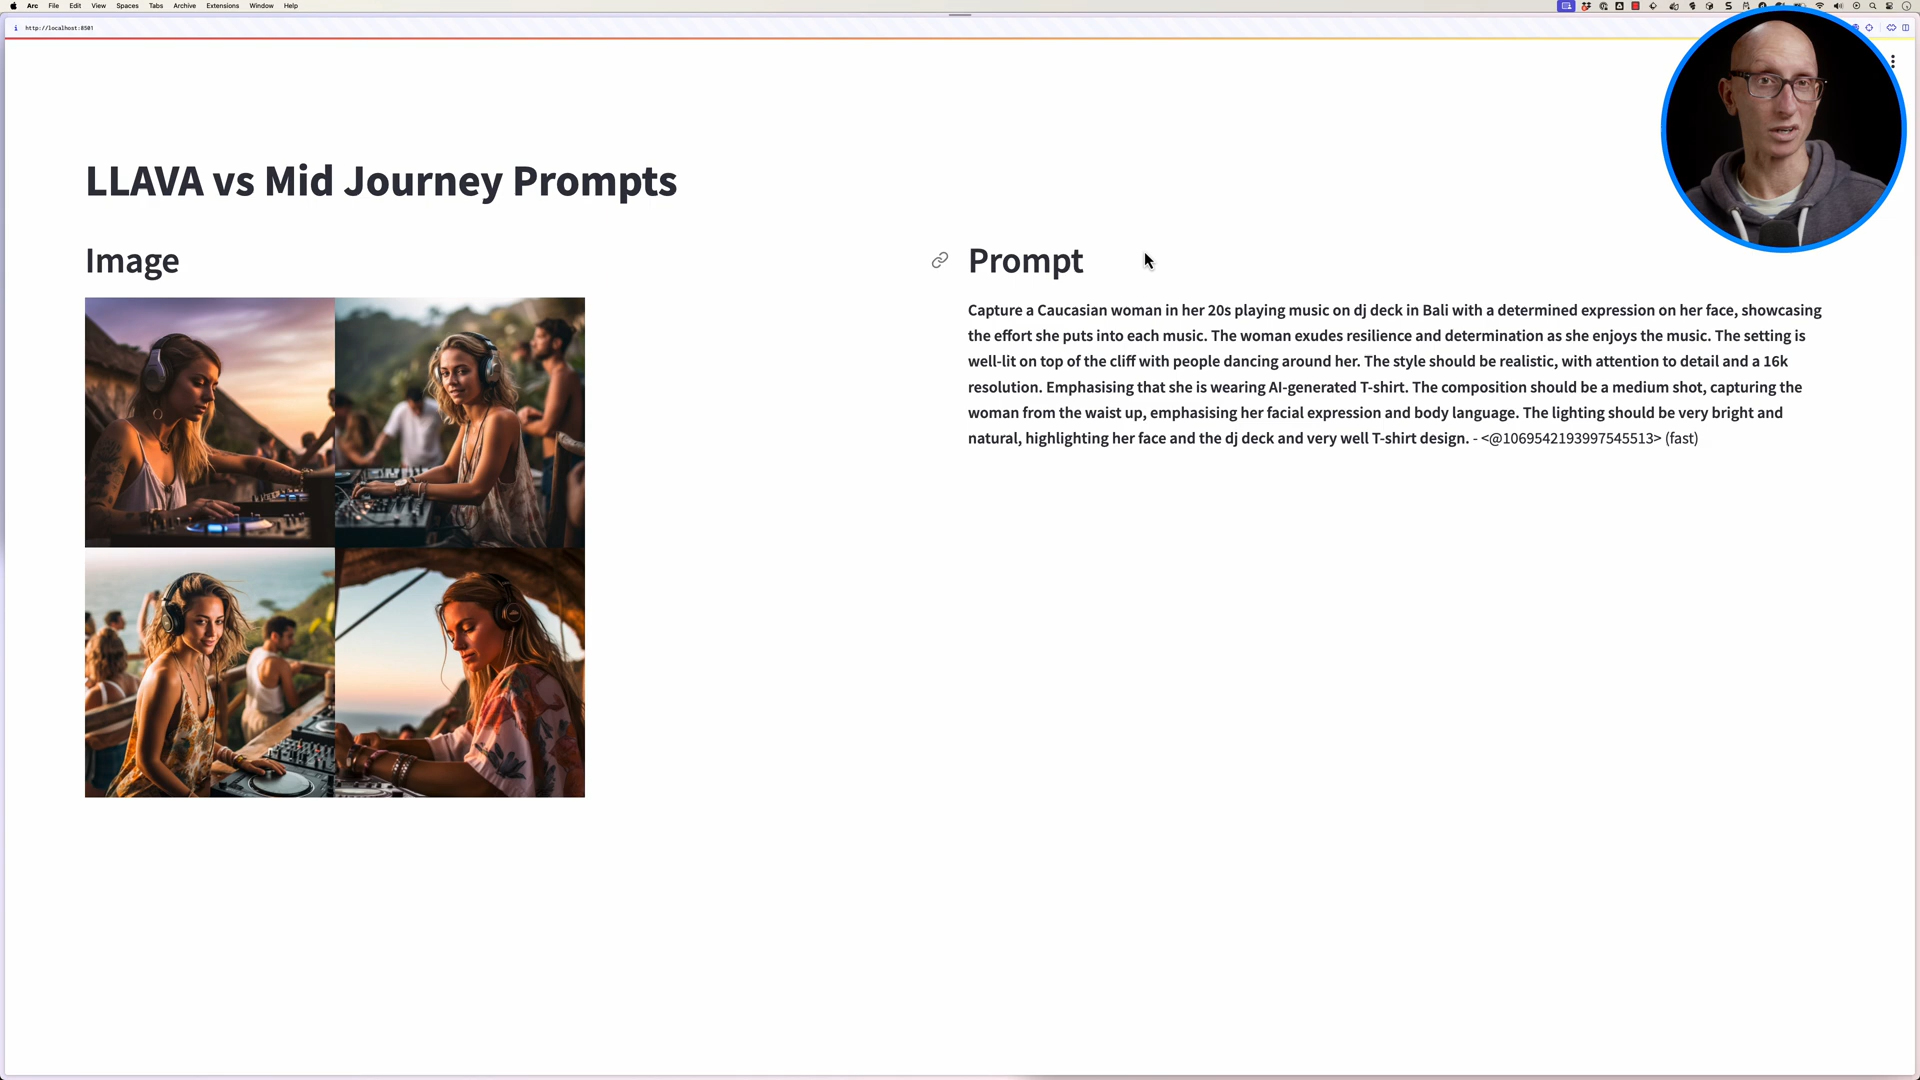 Arc File Edit View Spaces Tabs Archive Extensions Window Help
http://localhost:8501
LLAVA vs Mid Journey Prompts
Image
Prompt
Capture a Caucasian woman in her 20s playing music on dj deck in Bali with a determined expression on her face, showcasing
the effort she puts into each music. The woman exudes resilience and determination as she enjoys the music. The setting is
well-lit on top of the cliff with people dancing around her. The style should be realistic, with attention to detail and a 16k
resolution. Emphasising that she is wearing AI-generated T-shirt. The composition should be a medium shot, capturing the
woman from the waist up, emphasising her facial expression and body language. The lighting should be very bright and
natural, highlighting her face and the dj deck and very well T-shirt design. - <@1069542193997545513> (fast)